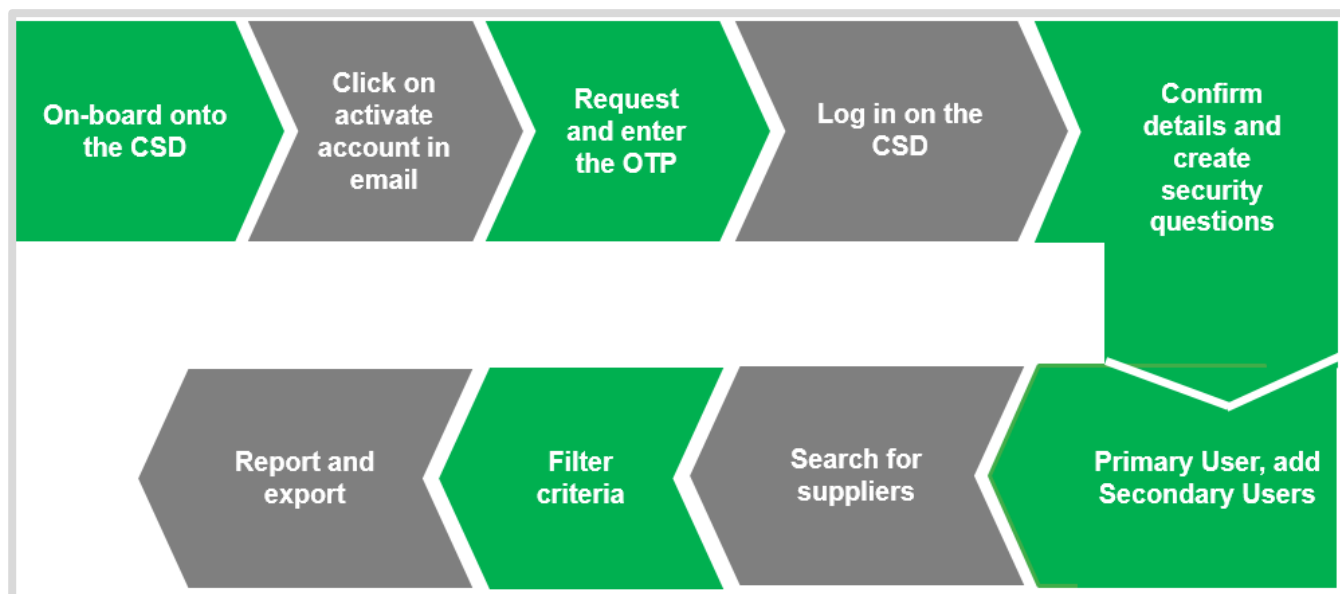 On-board onto
the CSD
Click on
activate
account in
email
Request
and enter
the OTP
Log in on the
CSD
Confirm
details and
create
security
questions
Primary User, add
Secondary Users
Search for
suppliers
Filter
criteria
Report and
export